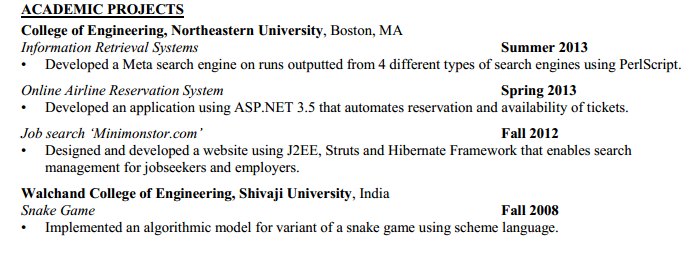 ACADEMIC PROJECTS
College of Engineering, Northeastern University, Boston, MA
Information Retrieval Systems Summer 2013
• Developed a Meta search engine on runs outputted from 4 different types of search engines using PerlScript.
Online Airline Reservation System Spring 2013
• Developed an application using ASP.NET 3.5 that automates reservation and availability of tickets.
Job search ‘Minimonstor.com’ Fall 2012
• Designed and developed a website using J2EE, Struts and Hibernate Framework that enables search
management for jobseekers and employers.
Walchand College of Engineering, Shivaji University, India
Snake Game Fall 2008
• Implemented an algorithmic model for variant of a snake game using scheme language.